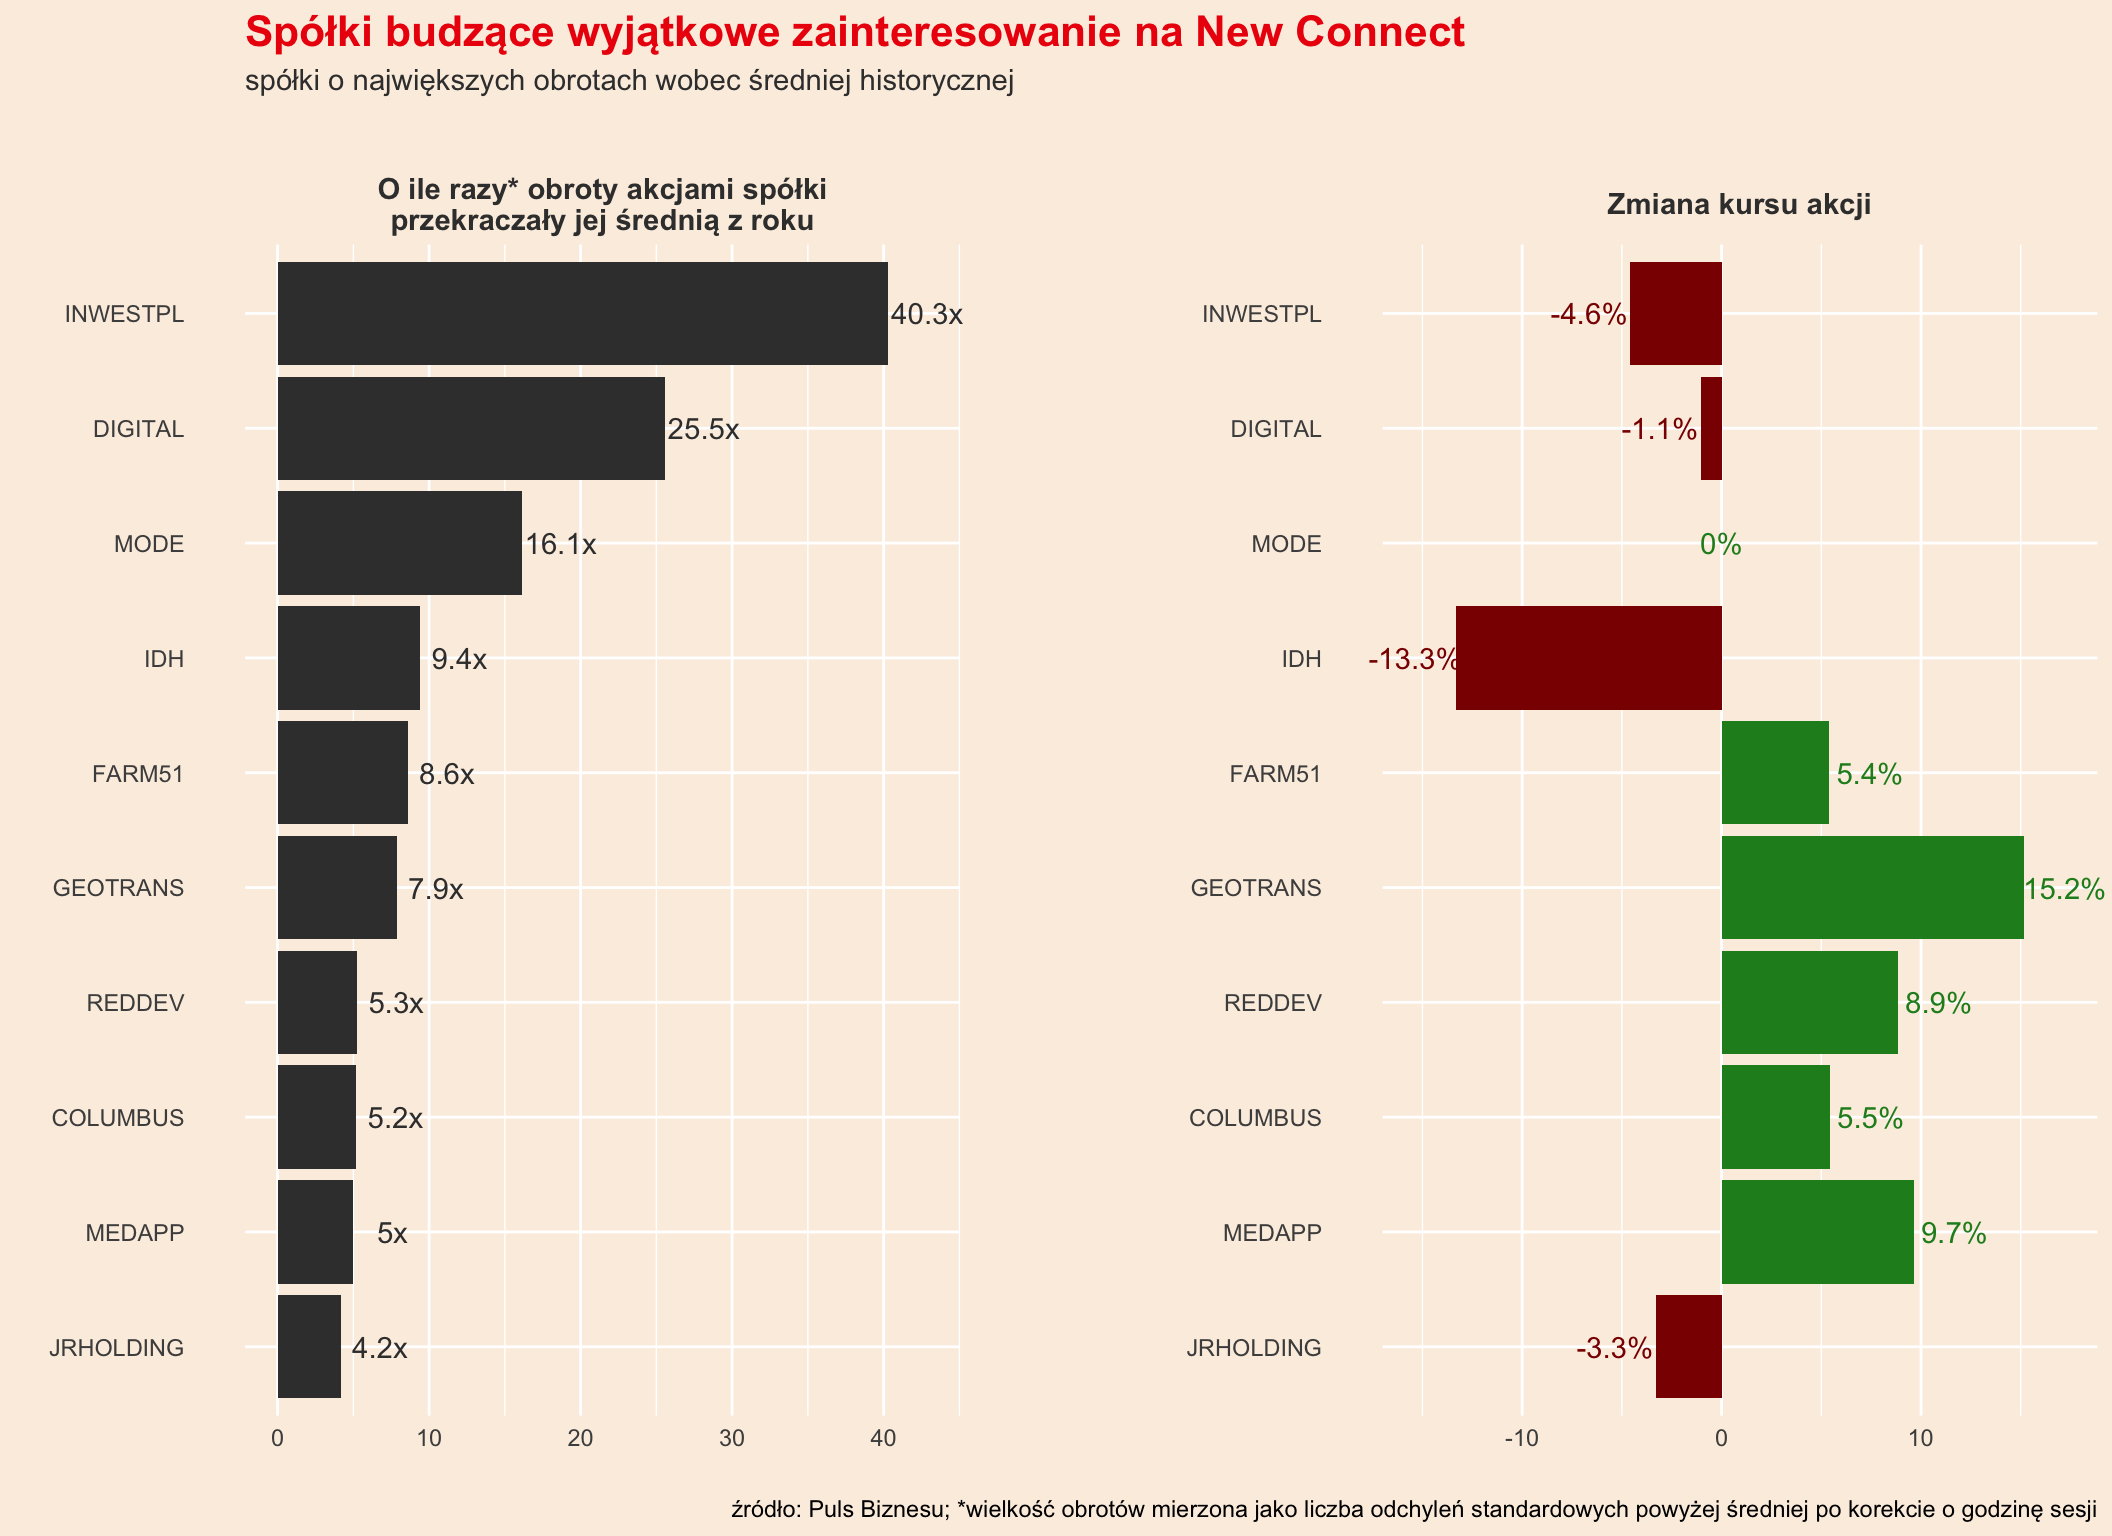 Spółki budzące wyjątkowe zainteresowanie na New Connect
spółki o największych obrotach wobec średniej historycznej
O ile razy* obroty akcjami spółki
przekraczały jej średnią z roku
INWESTPL
40.3x
DIGITAL
25.5x
MODE
16.1x
IDH
9.4x
FARM51
8.6x
GEOTRANS
7.9x
REDDEV
5.3x
COLUMBUS
5.2x
MEDAPP
5x
JRHOLDING
4.2x
0 10 20 30 40
Zmiana kursu akcji
INWESTPL
-4.6%
DIGITAL
-1.1%
MODE
0%
IDH
-13.3%
FARM51
5.4%
GEOTRANS
15.2%
REDDEV
8.9%
COLUMBUS
5.5%
MEDAPP
9.7%
JRHOLDING
-3.3%
-10 0 10
źródło: Puls Biznesu; *wielkość obrotów mierzona jako liczba odchyleń standardowych powyżej średniej po korekcie o godzinę sesji